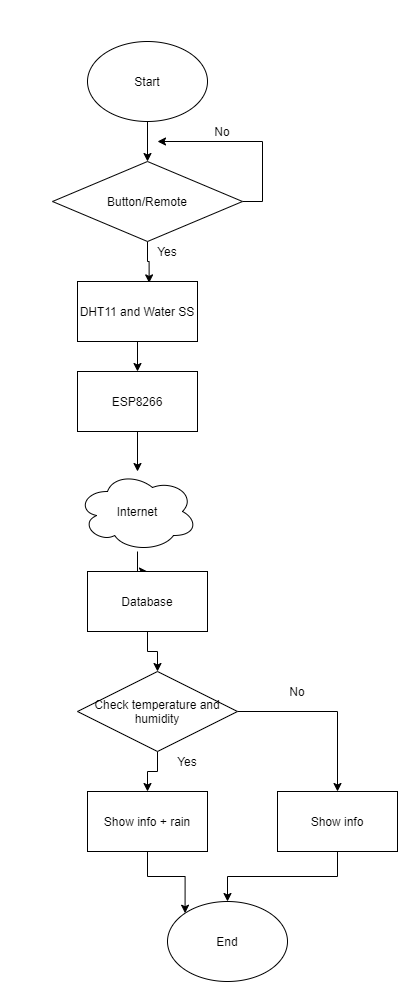 Start
No
Button/Remote
Yes
DHT11 and Water SS
ESP8266
Internet
Database
Check temperature and
humidity
No
Yes
Show info + rain
Show info
End